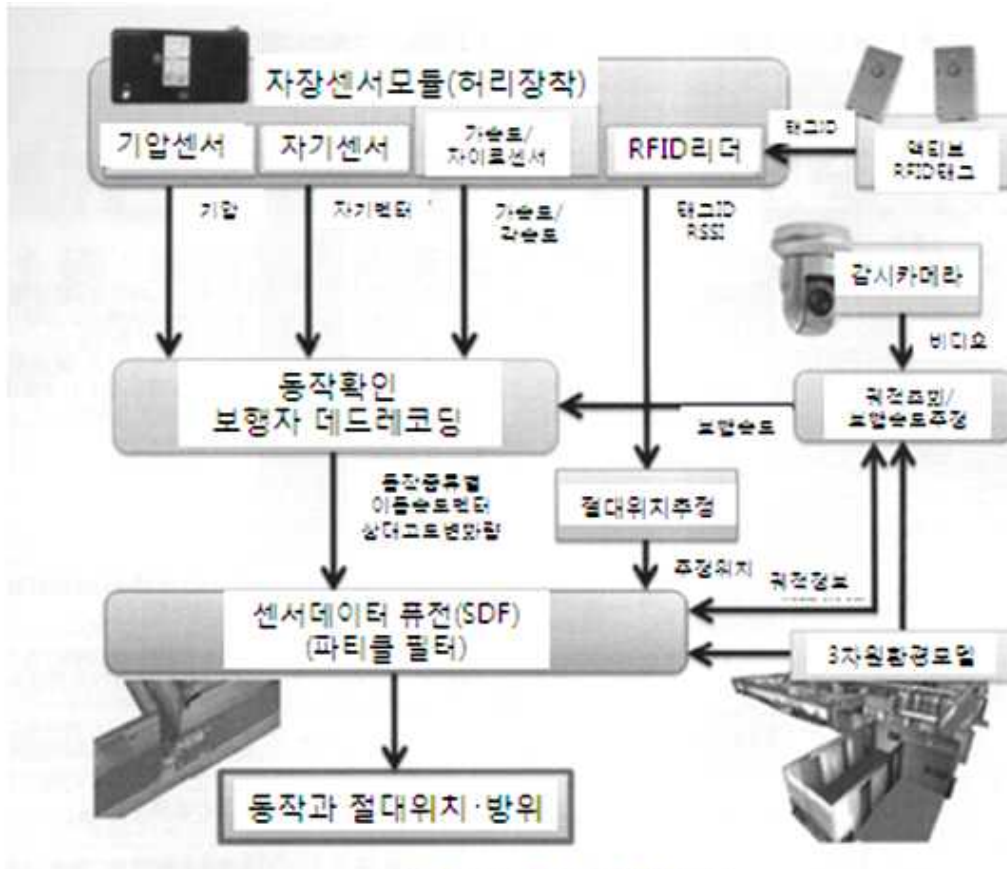 자장센서모듈(허리장착)
기압센서
자기센서
가속도/
자이로센서
RFID리더
태그ID
액티브
RFID태그
기압
자기벡터
가속도/
각속도
태그ID
RSSI
감시카메라
비디오
동작확인
보행자 데드레코딩
보행속도
궤적조회/
보행속도추정
동작종류별
이동속도벡터
상대고도변화량
절대위치추정
추정위치
궤적정보
센서데이터 퓨전(SDF)
(파티클 필터)
3차원환경모델
동작과 절대위치·방위